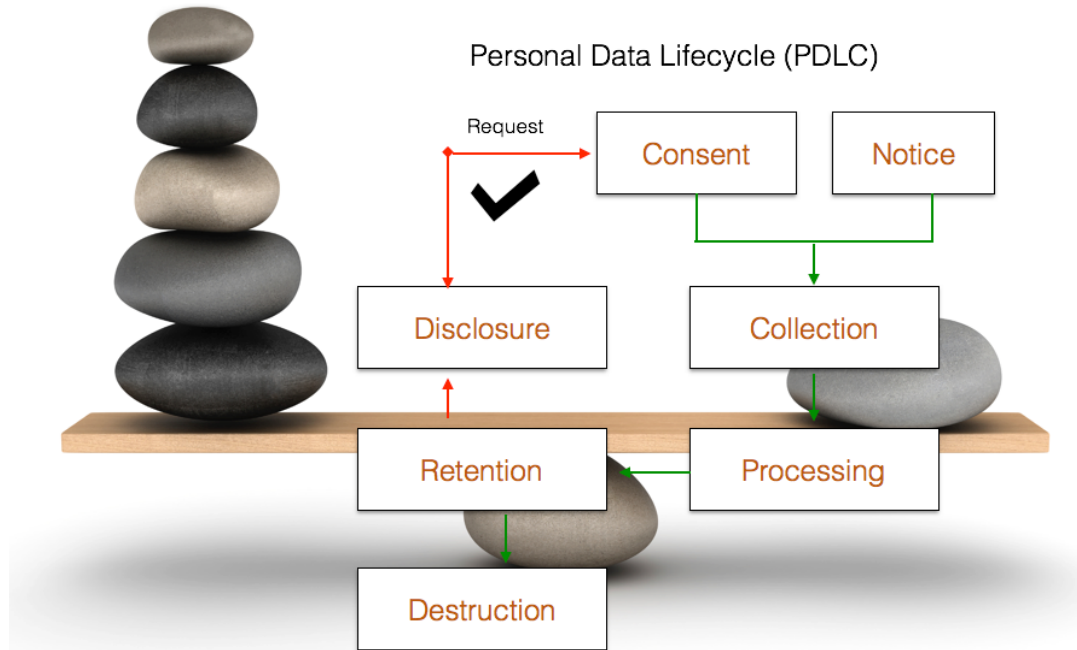 Personal Data Lifecycle (PDLC)
Request
Consent
Notice
Disclosure
Collection
Retention
Processing
Destruction